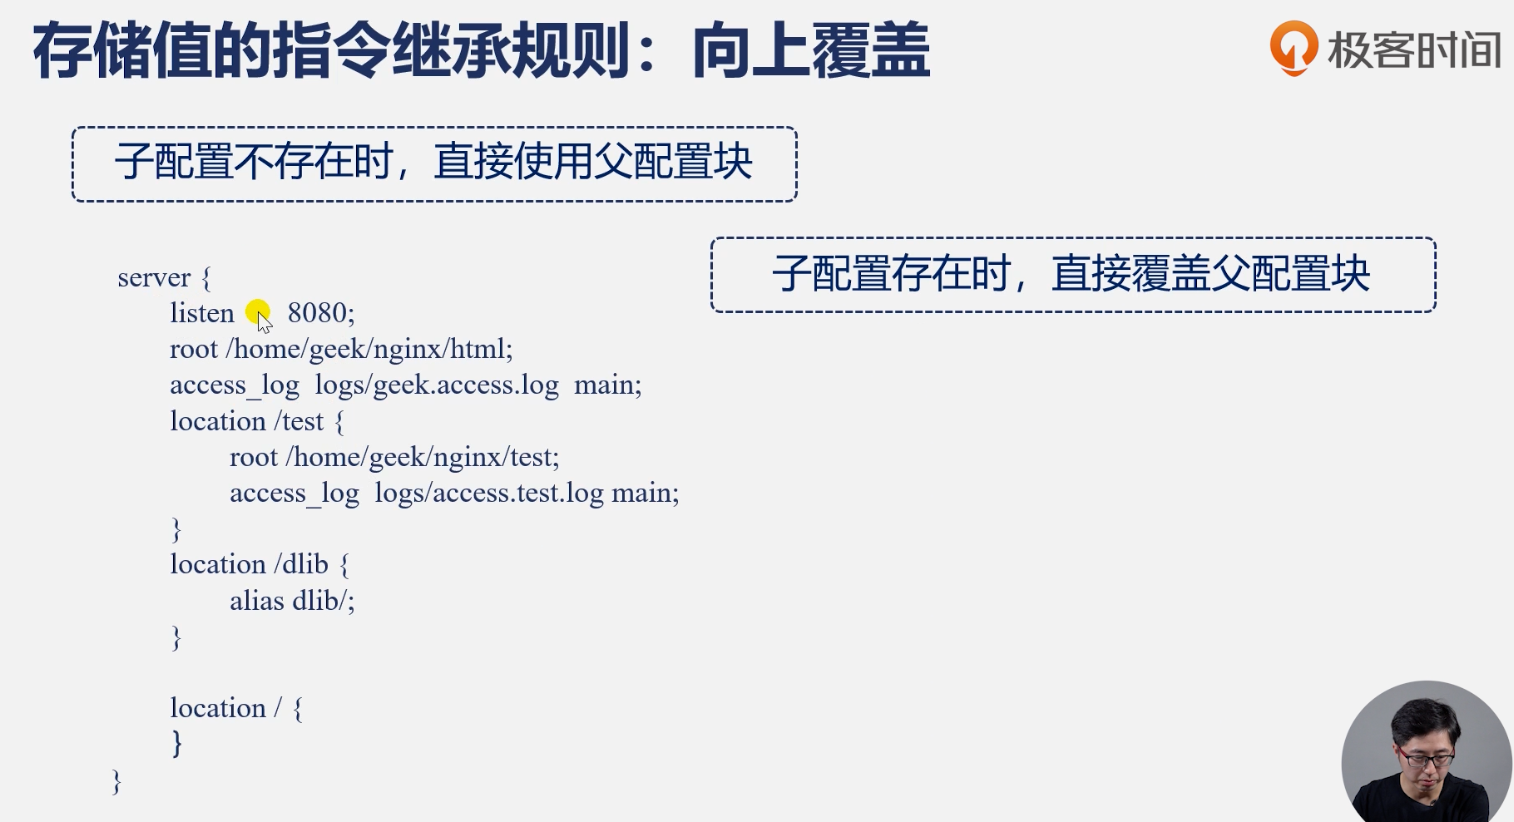 存储值的指令继承规则：向上覆盖
极客时间
子配置不存在时，直接使用父配置块
子配置存在时，直接覆盖父配置块
server {
listen 8080;
root /home/geek/nginx/html;
access_log logs/geek.access.log main;
location /test {
root /home/geek/nginx/test;
access_log logs/access.test.log main;
}
location /dlib {
alias dlib/;
}
location / {
}
}